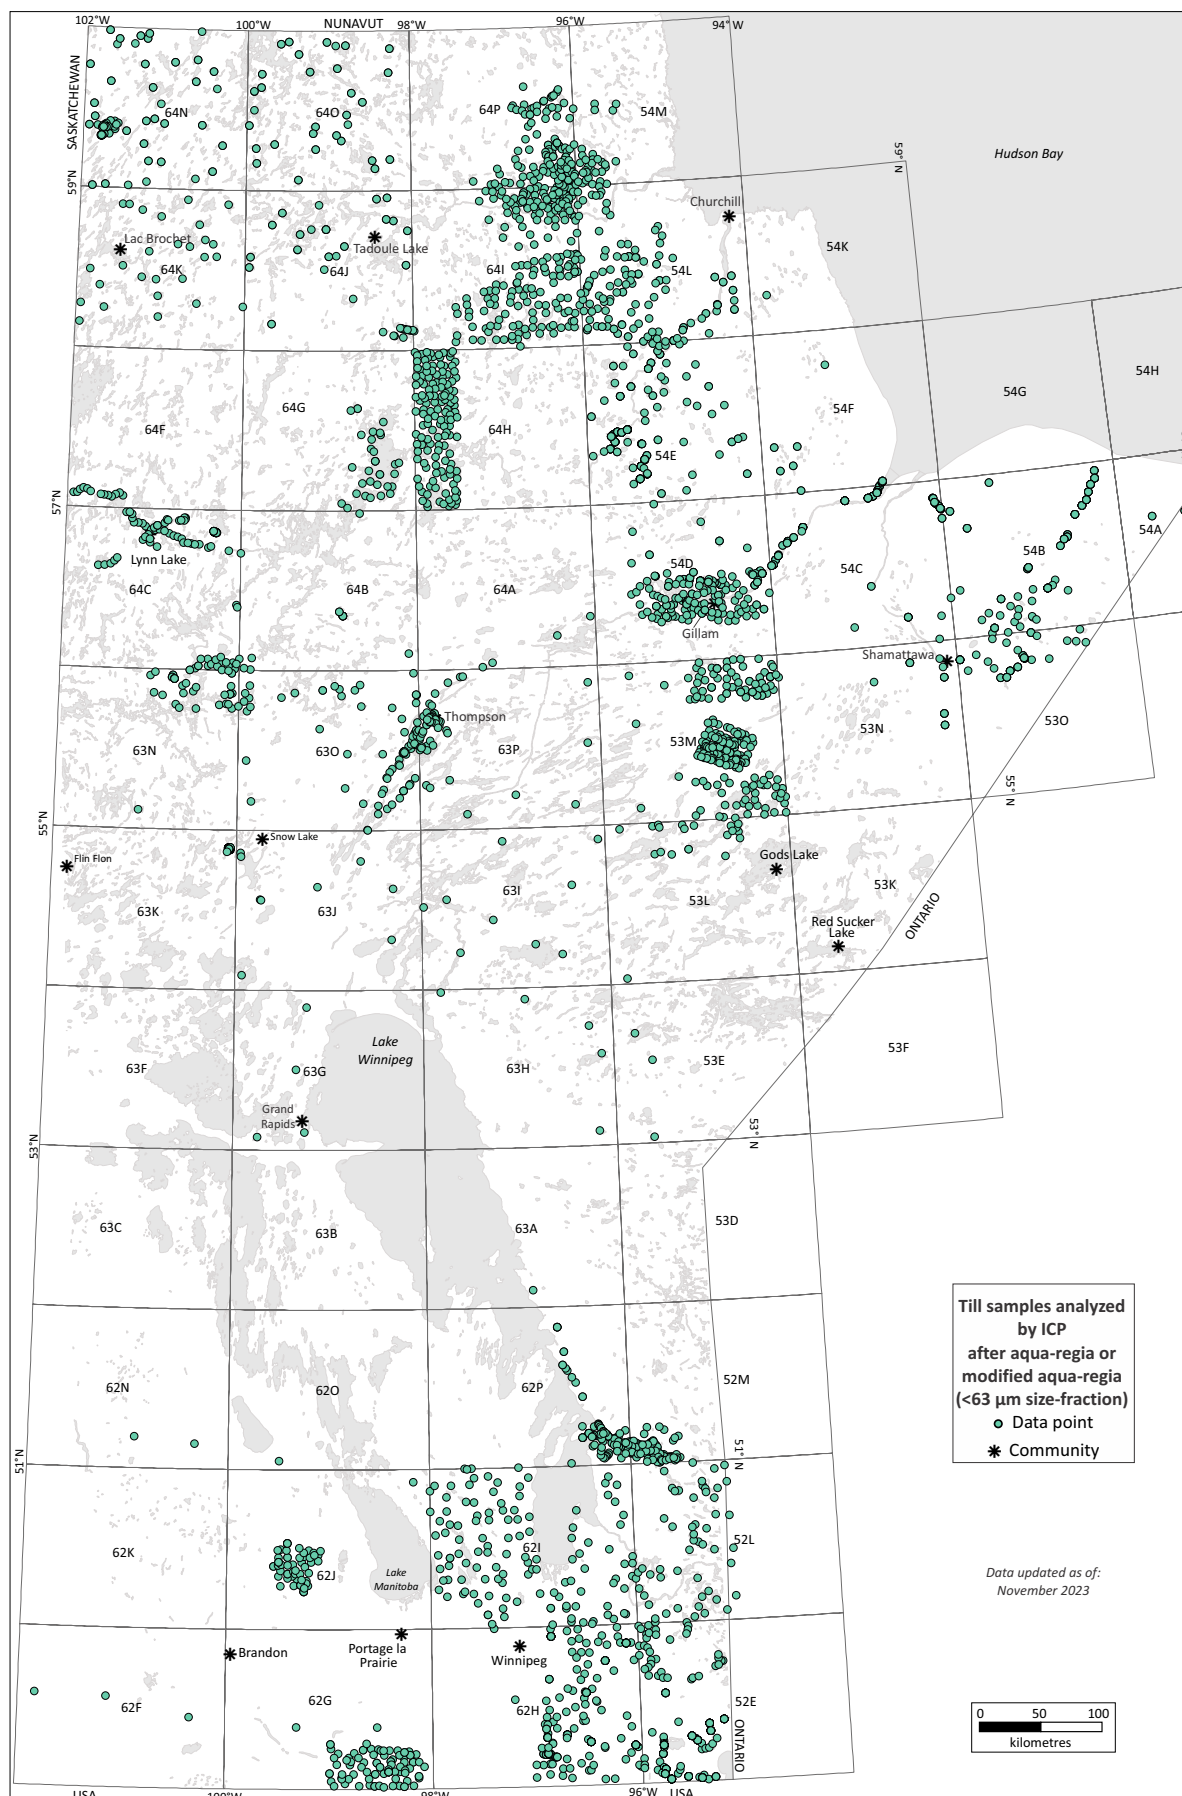 102°W
100°W
NUNAVUT
98°W
96°W
94° W
SASKATCHEWAN
64N
64O
64P
54M
Hudson Bay
59° N
59°N
Churchill
Lac Brochet
Tadoule Lake
64K
64J
64I
54L
54K
54H
54G
64G
64F
64H
54F
54E
57°N
Lynn Lake
64C
64B
64A
54D
54C
54B
54A
Gillam
Shamattawa
Thompson
63N
63O
63P
53M
53N
53O
55° N
55°N
Snow Lake
Flin Flon
Gods Lake
63K
63J
63I
53L
53K
ONTARIO
Red Sucker
Lake
Lake
Winnipeg
63F
63G
63H
53E
53F
Grand
Rapids
53°N
53° N
63C
63B
63A
53D
Till samples analyzed
by ICP
after aqua-regia or
modified aqua-regia
(<63 µm size-fraction)
Data point
Community
62N
62O
62P
52M
51°N
51° N
62K
62J
62I
52L
Lake
Manitoba
Data updated as of:
November 2023
Brandon
Portage la
Prairie
Winnipeg
62F
62G
62H
52E
ONTARIO
0 50 100
kilometres
USA
100°W
98°W
96°W
USA